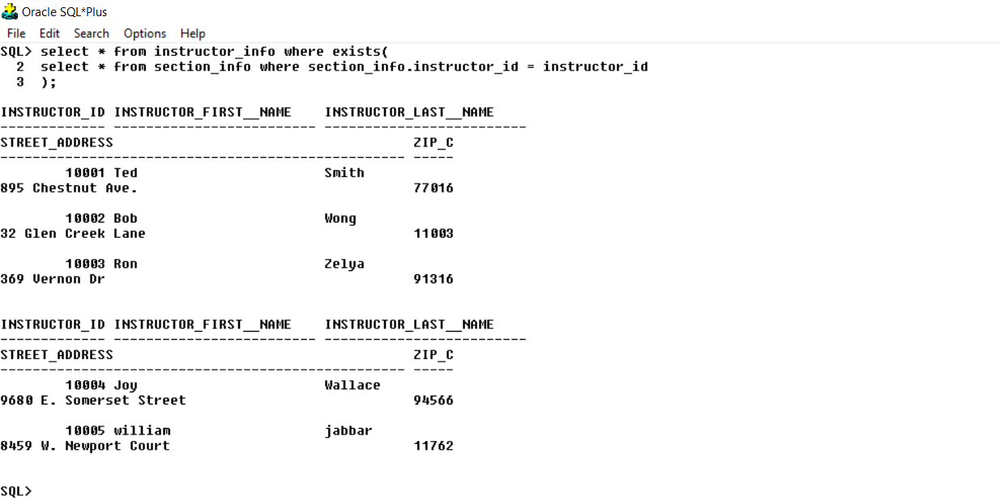 Oracle SQL*Plus
File Edit Search Options Help
SQL> select * from instructor_info where exists(
  2  select * from section_info where section_info.instructor_id = instructor_id
  3  );
INSTRUCTOR_ID INSTRUCTOR_FIRST__NAME    INSTRUCTOR_LAST__NAME
------------- ------------------------- -------------------------
STREET_ADDRESS                                     ZIP_C
-------------------------------------------------- -----
        10001 Ted                       Smith
895 Chestnut Ave.                                  77016
        10002 Bob                       Wong
32 Glen Creek Lane                                 11003
        10003 Ron                       Zelya
369 Vernon Dr                                      91316
INSTRUCTOR_ID INSTRUCTOR_FIRST__NAME    INSTRUCTOR_LAST__NAME
------------- ------------------------- -------------------------
STREET_ADDRESS                                     ZIP_C
-------------------------------------------------- -----
        10004 Joy                       Wallace
9680 E. Somerset Street                            94566
        10005 william                   jabbar
8459 W. Newport Court                              11762
SQL>